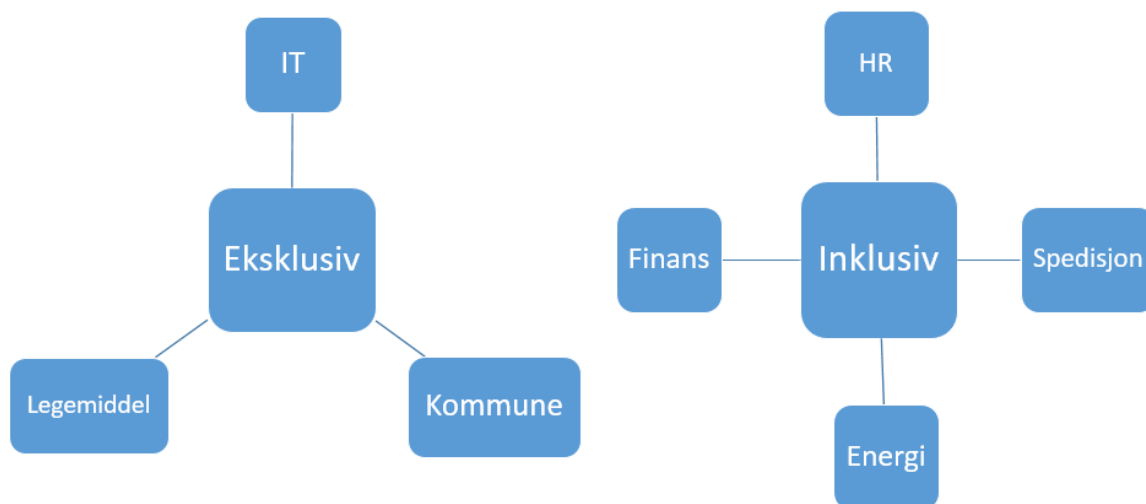 IT
Eksklusiv
Legemiddel
Kommune
HR
Finans
Inklusiv
Spedisjon
Energi